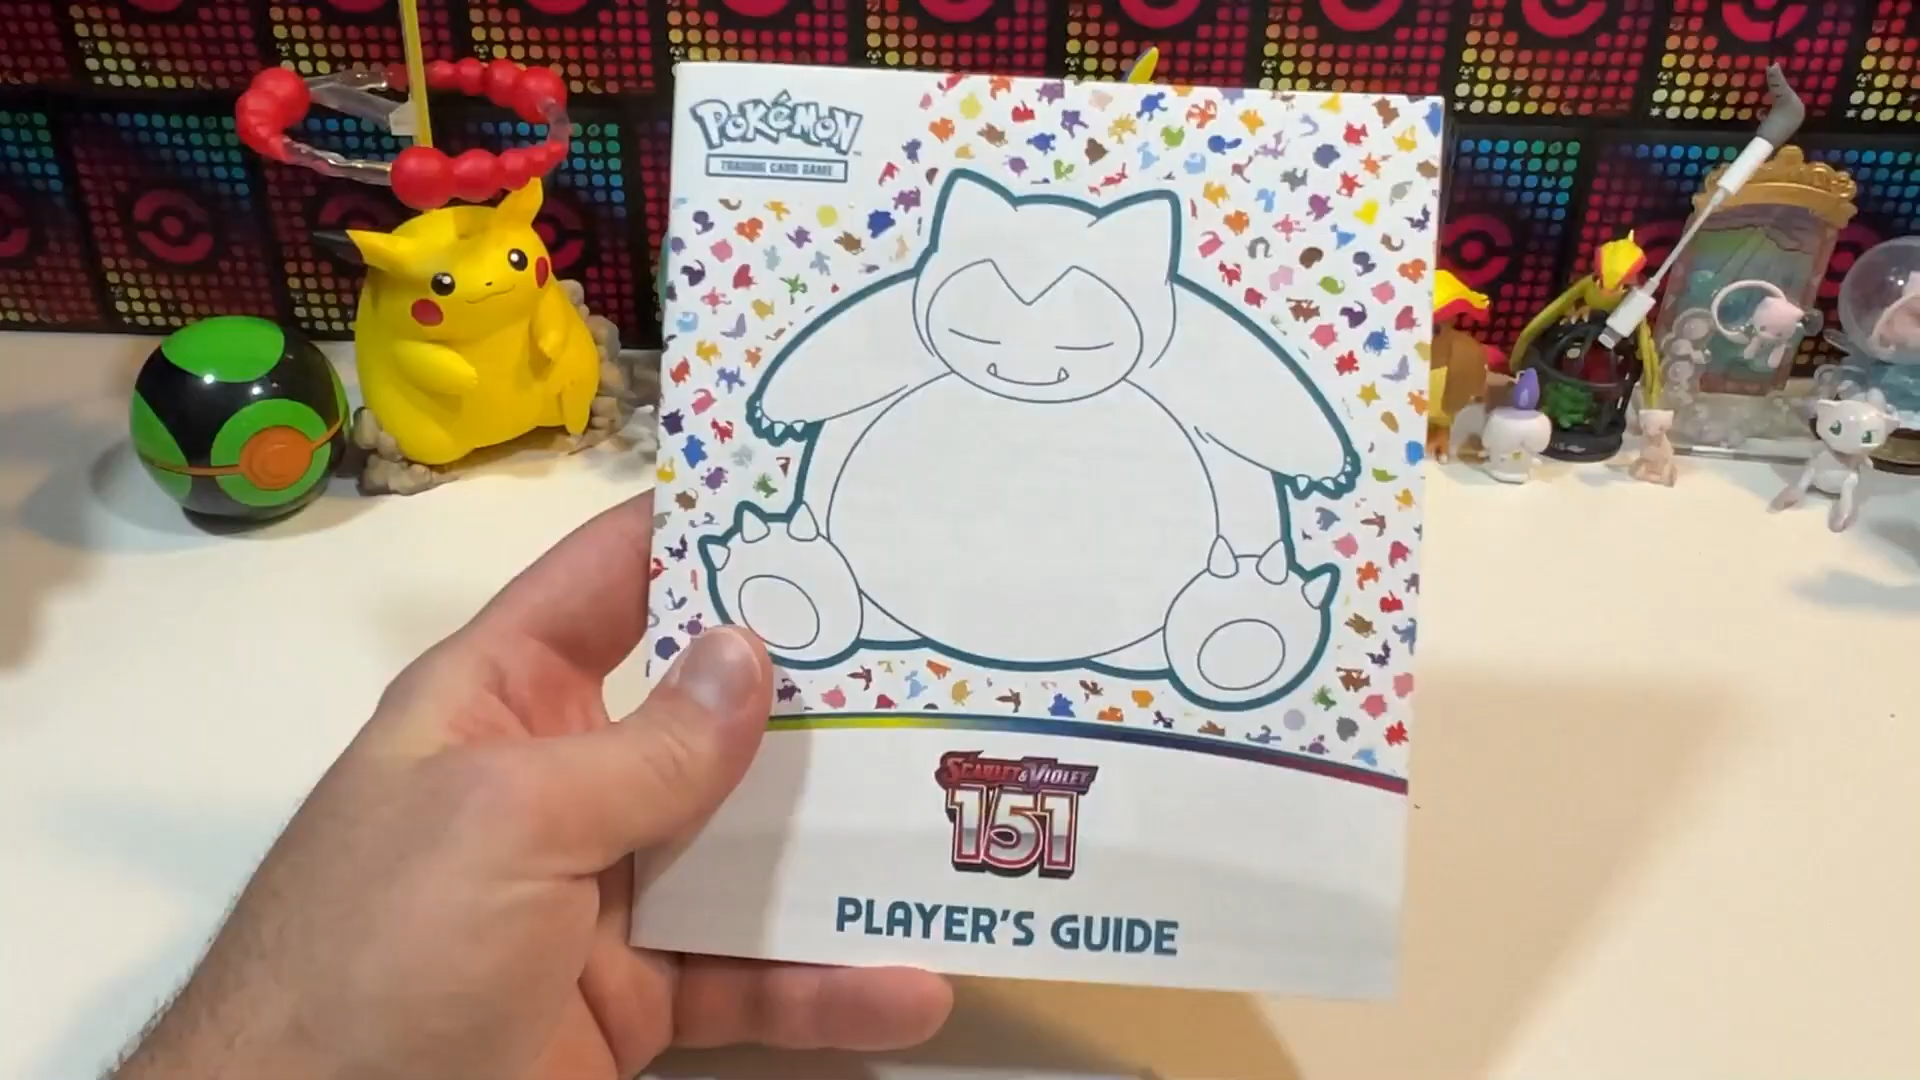 POKÉMON
TRADING CARD GAME
SCARLET & VIOLET
151
PLAYER'S GUIDE